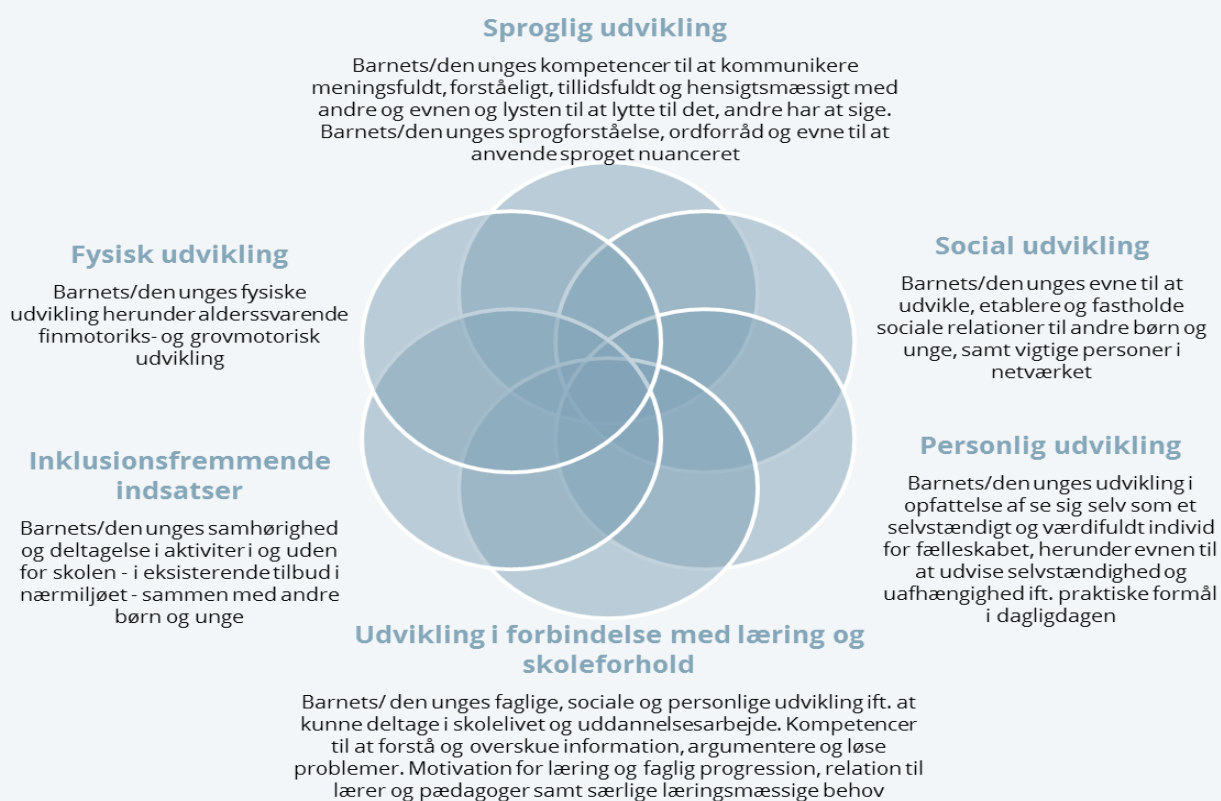 Sproglig udvikling
Barnets/den unges kompetencer til at kommunikere
meningsfuldt, forståeligt, tillidsfuldt og hensigtsmæssigt med
andre og evnen og lysten til at lytte til det, andre har at sige.
Barnets/den unges sprogforståelse, ordforråd og evne til at
anvende sproget nuanceret
Social udvikling
Barnets/den unges evne til at
udvikle, etablere og fastholde
sociale relationer til andre børn og
unge, samt vigtige personer i
netværket
Personlig udvikling
Barnets/den unges udvikling i
opfattelse af se sig selv som et
selvstændigt og værdifuldt individ
for fælleskabet, herunder evnen til
at udvise selvstændighed og
uafhængighed ift. praktiske formål
i dagligdagen
Udvikling i forbindelse med læring og
skoleforhold
Barnets/ den unges faglige, sociale og personlige udvikling ift. at
kunne deltage i skolelivet og uddannelsesarbejde. Kompetencer
til at forstå og overskue information, argumentere og løse
problemer. Motivation for læring og faglig progression, relation til
lærer og pædagoger samt særlige læringsmæssige behov
Inklusionsfremmende
indsatser
Barnets/den unges samhørighed
og deltagelse i aktiviter i og uden
for skolen - i eksisterende tilbud i
nærmiljøet - sammen med andre
børn og unge
Fysisk udvikling
Barnets/den unges fysiske
udvikling herunder alderssvarende
finmotoriks- og grovmotorisk
udvikling